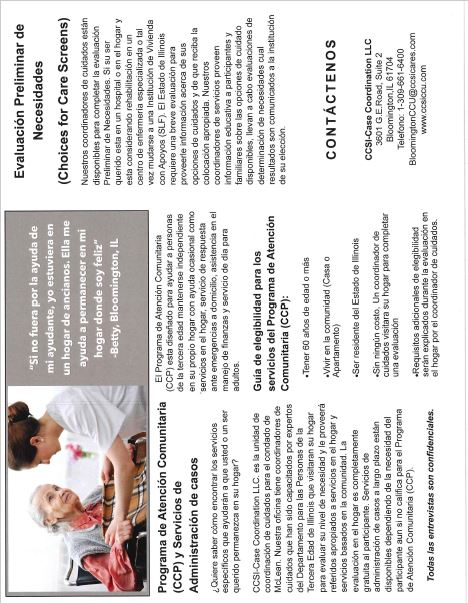 Programa de Atención Comunitaria
(CCP) y Servicios de
Administración de casos
¿Quiere saber cómo encontrar los servicios
específicos que ayudarán a que usted o un ser
querido permanezca en su hogar?
CCSI-Case Coordination LLC. es la unidad de
coordinación de cuidados para el condado de
McLean. Nuestra oficina tiene coordinadores de
cuidados que han sido capacitados por expertos
del Departamento para las Personas de la
Tercera Edad de Illinois que visitaran su hogar
para evaluar su nivel de necesidad y le proveerá
referidos apropiados a servicios en el hogar y
servicios basados en la comunidad. La
evaluación en el hogar es completamente
gratuita al participante. Servicios de
administración de casos a largo plazo están
disponibles dependiendo de la necesidad del
participante aun si no califica para el Programa
de Atención Comunitaria (CCP).
Todas las entrevistas son confidenciales.
“Si no fuera por la ayuda de
mi ayudante, yo estuviera en
un hogar de ancianos. Ella me
ayuda a permanecer en mi
hogar donde soy feliz”
-Betty, Bloomington, IL
El Programa de Atención Comunitaria
(CCP) esta diseñado para ayudar a personas
de la tercera edad mantenerse independiente
en su propio hogar con ayuda ocasional como
servicios en el hogar, servicio de respuesta
ante emergencias a domicilio, asistencia en el
manejo de finanzas y servicio de día para
adultos.
Guía de elegibilidad para los
servicios del Programa de Atención
Comunitaria (CCP):
•Tener 60 años de edad o más
•Vivir en la comunidad (Casa o
Apartamento)
•Ser residente del Estado de Illinois
•Sin ningún costo. Un coordinador de
cuidados visitara su hogar para completar
una evaluación
•Requisitos adicionales de elegibilidad
serán explicados durante la evaluación en
el hogar por el coordinador de cuidados.
Evaluación Preliminar de
Necesidades
(Choices for Care Screens)
Nuestros coordinadores de cuidados están
disponibles para completar la evaluación
Preliminar de Necesidades. Si su ser
querido esta en un hospital o en el hogar y
esta considerando rehabilitación en un
centro de enfermería especializada o tal
vez mudarse a una Institución de Vivienda
con Apoyos (SLF). El Estado de Illinois
requiere una breve evaluación para
proveerle información acerca de sus
opciones de cuidados y de que reciba la
colocación apropiada. Nuestros
coordinadores de servicios proveen
información educativa a participantes y
familiares sobre las opciones de cuidado
disponibles, lleva a cabo evaluaciones de
determinación de necesidades cual
resultados son comunicados a la institución
de su elección.
CONTÁCTENOS
CCSI-Case Coordination LLC
3601 G.E.Road, Suite 2
Bloomington,IL 61704
Telefono: 1-309-661-6400
BloomingtonCCU@ccsicares.com
www.ccsiccu.com